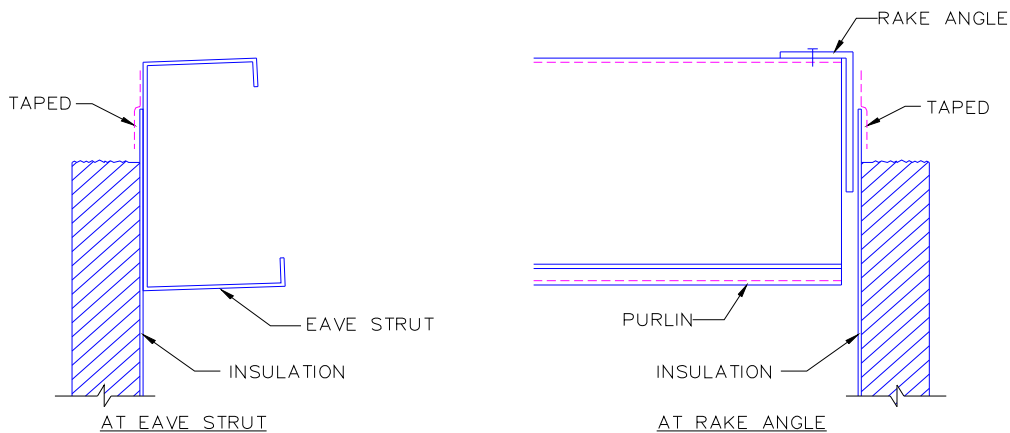 RAKE ANGLE
TAPED
TAPED
EAVE STRUT
PURLIN
INSULATION
INSULATION
AT EAVE STRUT
AT RAKE ANGLE